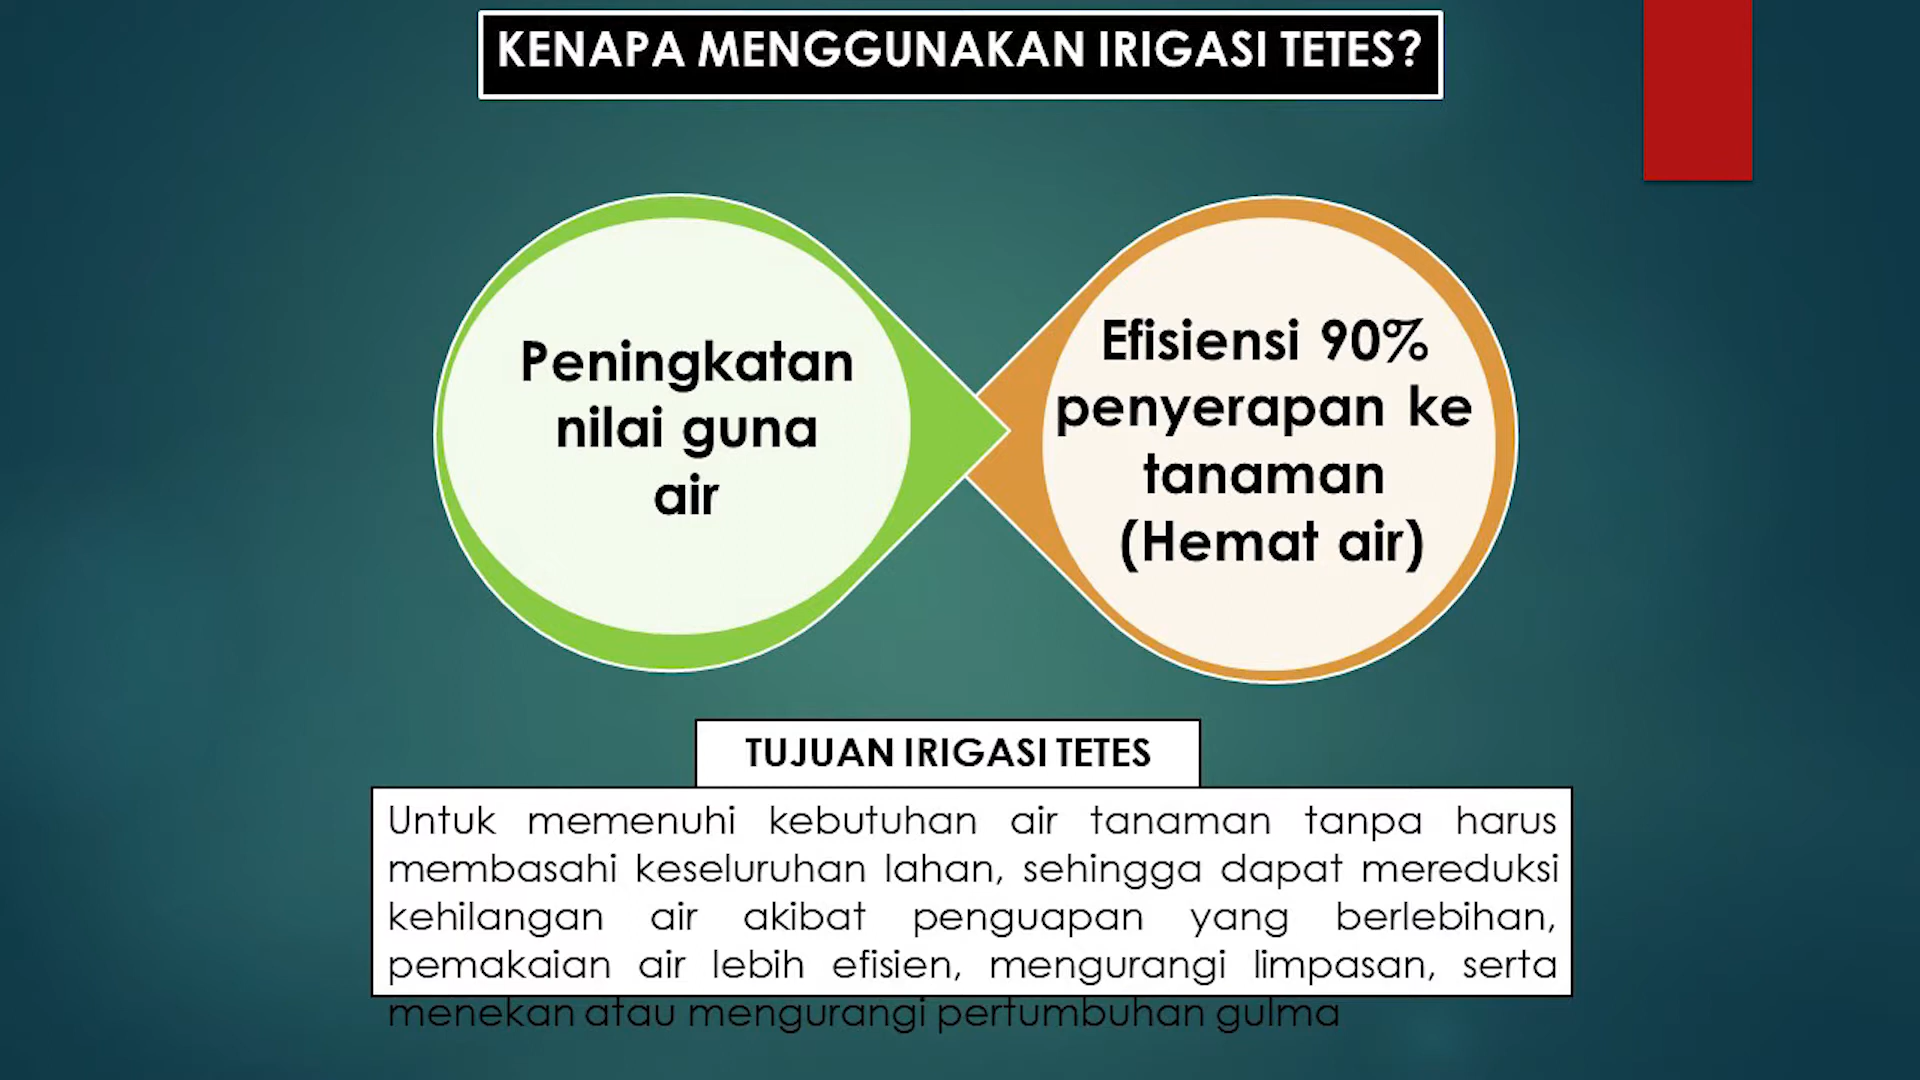 KENAPA MENGGUNAKAN IRIGASI TETES?
Peningkatan
nilai guna
air
Efisiensi 90%
penyerapan ke
tanaman
(Hemat air)
TUJUAN IRIGASI TETES
Untuk memenuhi kebutuhan air tanaman tanpa harus
membasahi keseluruhan lahan, sehingga dapat mereduksi
kehilangan air akibat penguapan yang berlebihan,
pemakaian air lebih efisien, mengurangi limpasan, serta
menekan atau mengurangi pertumbuhan gulma